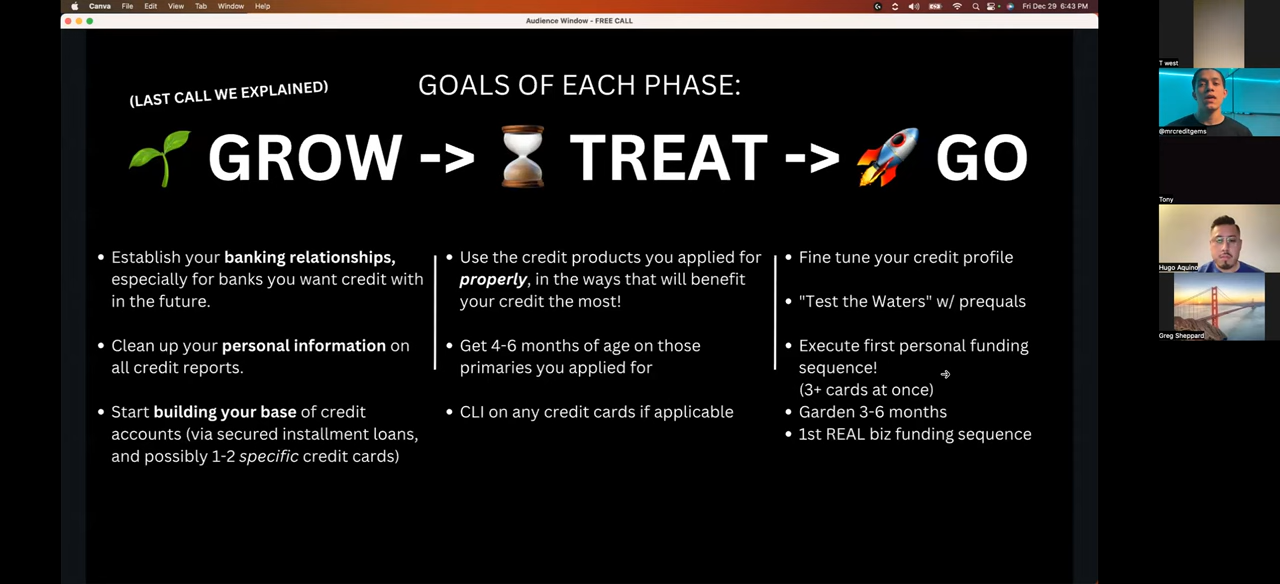 Canva File Edit View Tab Window Help
Fri Dec 29 6:43 PM
Audience Window - FREE CALL
(LAST CALL WE EXPLAINED)
GOALS OF EACH PHASE:
GROW -> TREAT -> GO
• Establish your banking relationships,
especially for banks you want credit with
in the future.
• Clean up your personal information on
all credit reports.
• Start building your base of credit
accounts (via secured installment loans,
and possibly 1-2 specific credit cards)
• Use the credit products you applied for
properly, in the ways that will benefit
your credit the most!
• Get 4-6 months of age on those
primaries you applied for
• CLI on any credit cards if applicable
• Fine tune your credit profile
• "Test the Waters" w/ prequals
• Execute first personal funding
sequence!
(3+ cards at once)
• Garden 3-6 months
• 1st REAL biz funding sequence
T west
@mrcreditgems
Tony
Hugo Aquino
Greg Sheppard